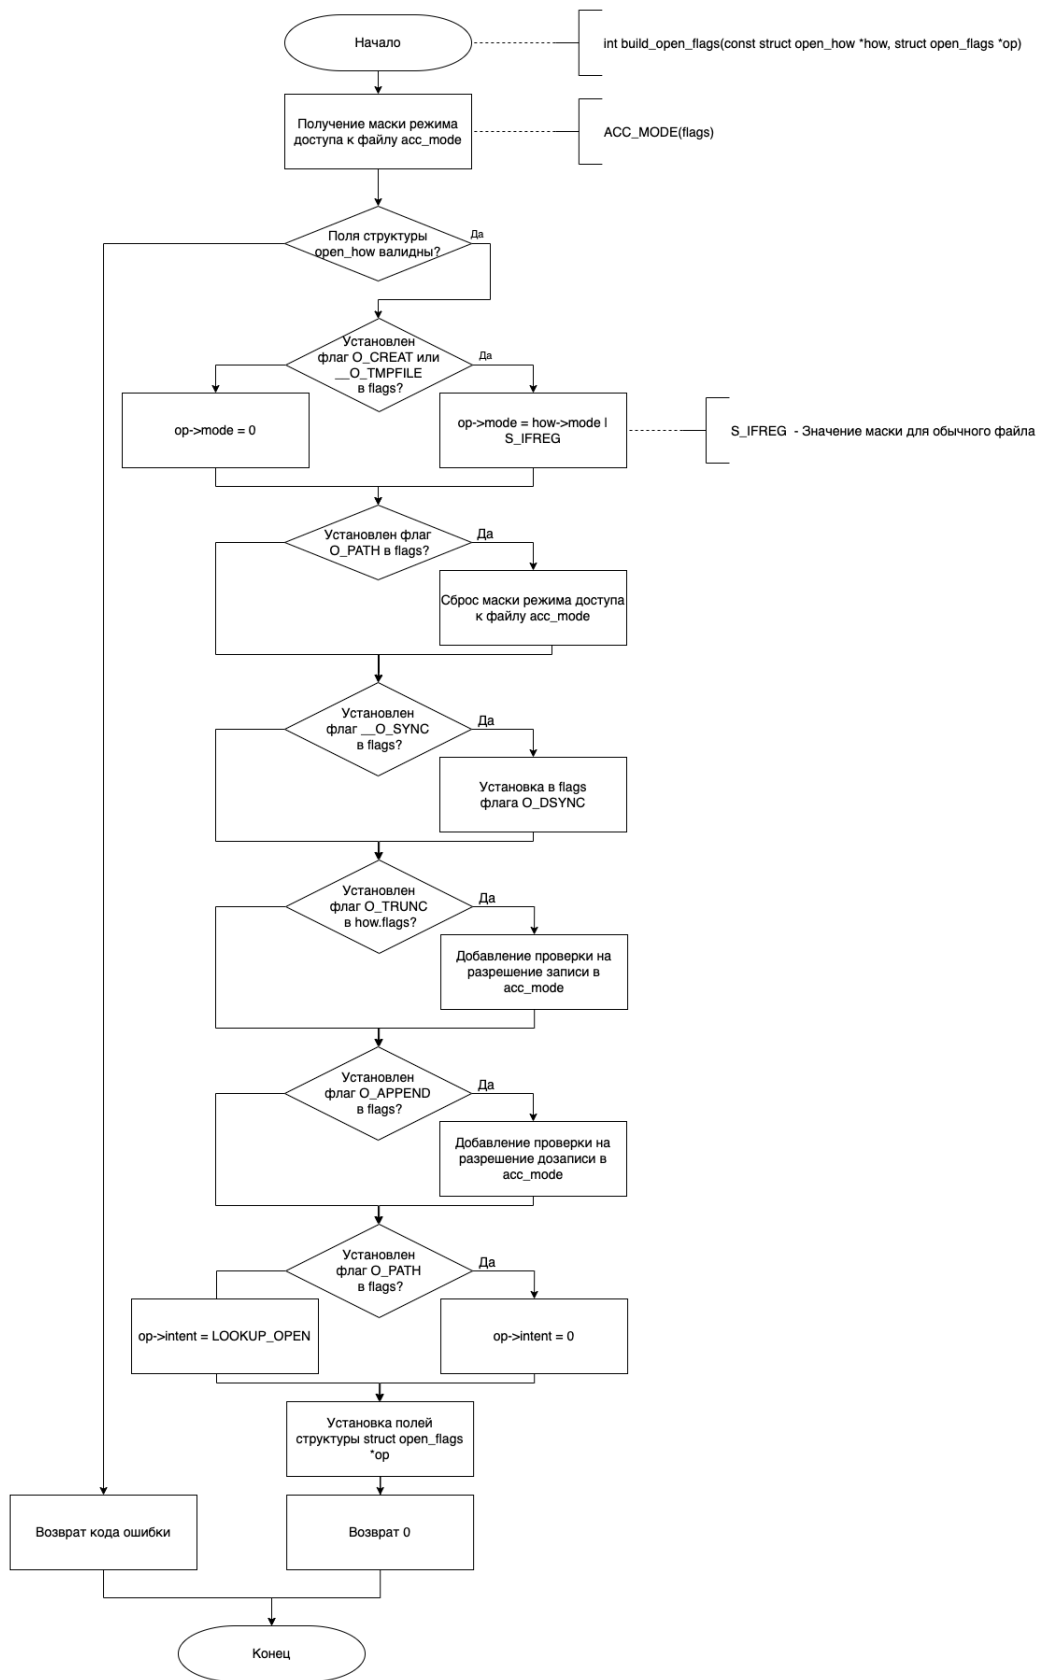 Начало
int build_open_flags(const struct open_how *how, struct open_flags *op)
Получение маски режима
доступа к файлу acc_mode
ACC_MODE(flags)
Поля структуры
open_how валидны?
Да
Установлен
флаг O_CREAT или
__O_TMPFILE
в flags?
Да
op->mode = 0
op->mode = how->mode |
S_IFREG
S_IFREG - Значение маски для обычного файла
Установлен флаг
O_PATH в flags?
Да
Сброс маски режима доступа
к файлу acc_mode
Установлен
флаг __O_SYNC
в flags?
Да
Установка в flags
флага O_DSYNC
Установлен
флаг O_TRUNC
в how.flags?
Да
Добавление проверки на
разрешение записи в
acc_mode
Установлен
флаг O_APPEND
в flags?
Да
Добавление проверки на
разрешение дозаписи в
acc_mode
Установлен
флаг O_PATH
в flags?
Да
op->intent = LOOKUP_OPEN
op->intent = 0
Установка полей
структуры struct open_flags
*op
Возврат кода ошибки
Возврат 0
Конец